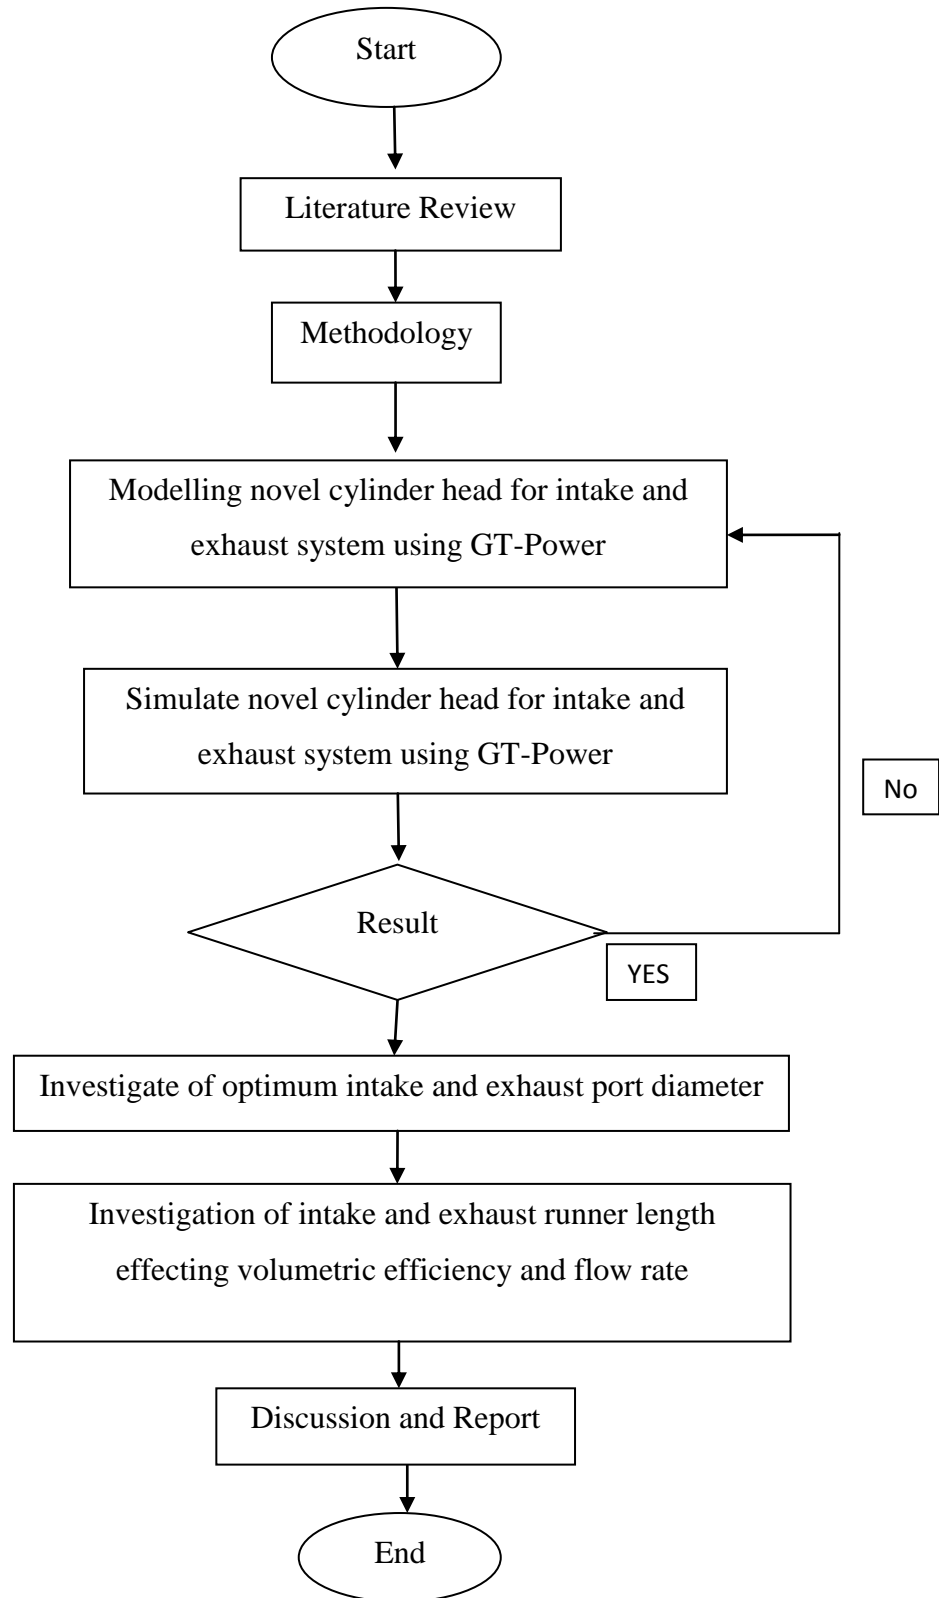 Start
Literature Review
Methodology
Modelling novel cylinder head for intake and
exhaust system using GT-Power
Simulate novel cylinder head for intake and
exhaust system using GT-Power
No
Result
YES
Investigate of optimum intake and exhaust port diameter
Investigation of intake and exhaust runner length
effecting volumetric efficiency and flow rate
Discussion and Report
End